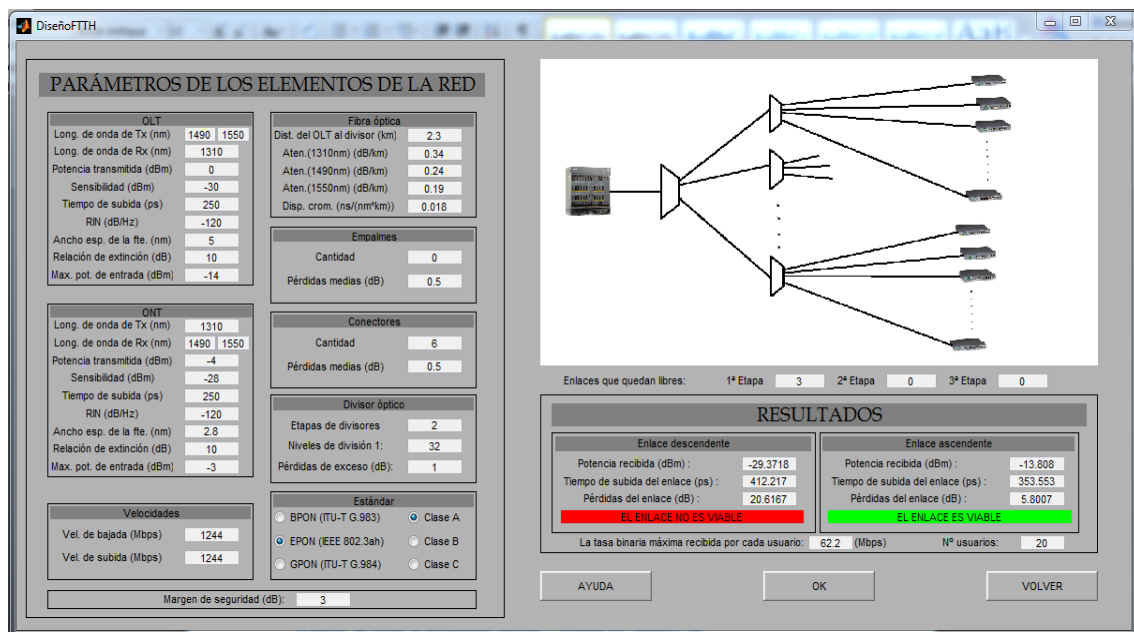 DiseñoFTTH
PARÁMETROS DE LOS ELEMENTOS DE LA RED
OLT
Long. de onda de Tx (nm) 1490 1550
Long. de onda de Rx (nm) 1310
Potencia transmitida (dBm) 0
Sensibilidad (dBm) -30
Tiempo de subida (ps) 250
RIN (dB/Hz) -120
Ancho esp. de la fte. (nm) 5
Relación de extinción (dB) 10
Max. pot. de entrada (dBm) -14
ONT
Long. de onda de Tx (nm) 1310
Long. de onda de Rx (nm) 1490 1550
Potencia transmitida (dBm) -4
Sensibilidad (dBm) -28
Tiempo de subida (ps) 250
RIN (dB/Hz) -120
Ancho esp. de la fte. (nm) 2.8
Relación de extinción (dB) 10
Max. pot. de entrada (dBm) -3
Velocidades
Vel. de bajada (Mbps) 1244
Vel. de subida (Mbps) 1244
Fibra óptica
Dist. del OLT al divisor (km) 2.3
Aten.(1310nm) (dB/km) 0.34
Aten.(1490nm) (dB/km) 0.24
Aten.(1550nm) (dB/km) 0.19
Disp. crom. (ns/(nm*km)) 0.018
Empalmes
Cantidad 0
Pérdidas medias (dB) 0.5
Conectores
Cantidad 6
Pérdidas medias (dB) 0.5
Divisor óptico
Etapas de divisores 2
Niveles de división 1: 32
Pérdidas de exceso (dB): 1
Estándar
BPON (ITU-T G.983) Clase A
EPON (IEEE 802.3ah) Clase B
GPON (ITU-T G.984) Clase C
Margen de seguridad (dB): 3
Enlaces que quedan libres: 1ª Etapa 3 2ª Etapa 0 3ª Etapa 0
RESULTADOS
Enlace descendente
Potencia recibida (dBm) : -29.3718
Tiempo de subida del enlace (ps) : 412.217
Pérdidas del enlace (dB) : 20.6167
EL ENLACE NO ES VIABLE
Enlace ascendente
Potencia recibida (dBm) : -13.808
Tiempo de subida del enlace (ps) : 353.553
Pérdidas del enlace (dB) : 5.8007
EL ENLACE ES VIABLE
La tasa binaria máxima recibida por cada usuario: 62.2 (Mbps) Nº usuarios: 20
AYUDA OK VOLVER